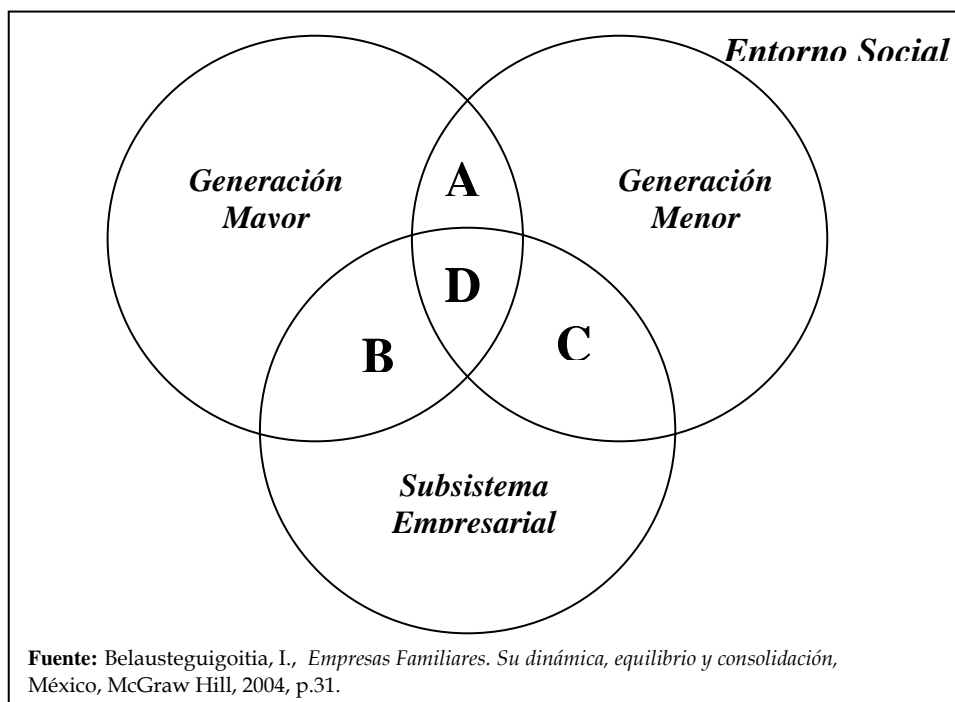 Entorno Social
Generación
Mayor
A
Generación
Menor
D
B
C
Subsistema
Empresarial
Fuente: Belausteguigoitia, I., Empresas Familiares. Su dinámica, equilibrio y consolidación,
México, McGraw Hill, 2004, p.31.